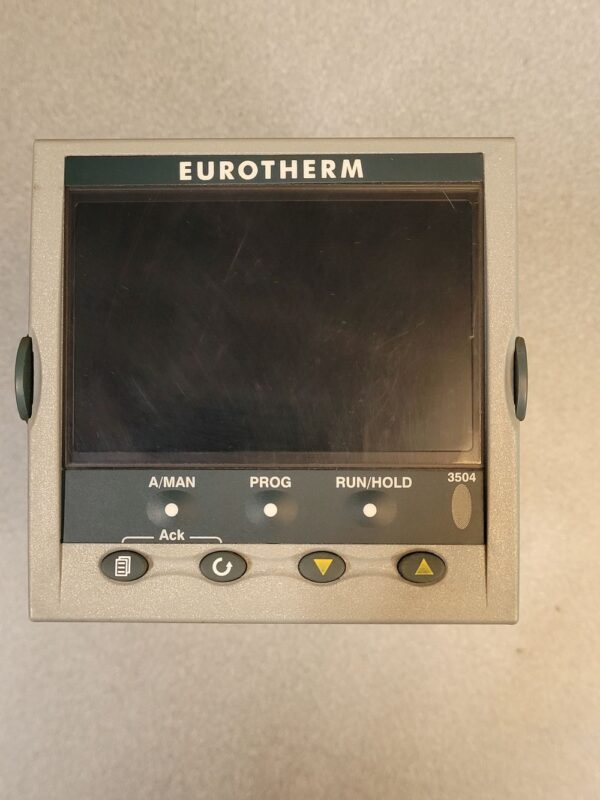 EUROTHERM
A/MAN PROG RUN/HOLD 3504
Ack